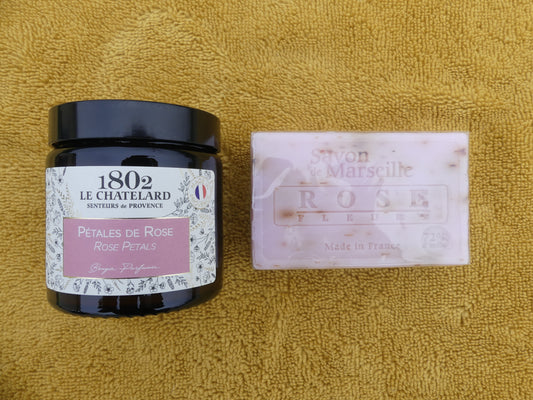 1802
LE CHATELARD
SENTEURS de PROVENCE
PÉTALES DE ROSE
ROSE PETALS
Bougie Parfumée
Savon
de Marseille
ROSE
FLEURS
Made in France
72%